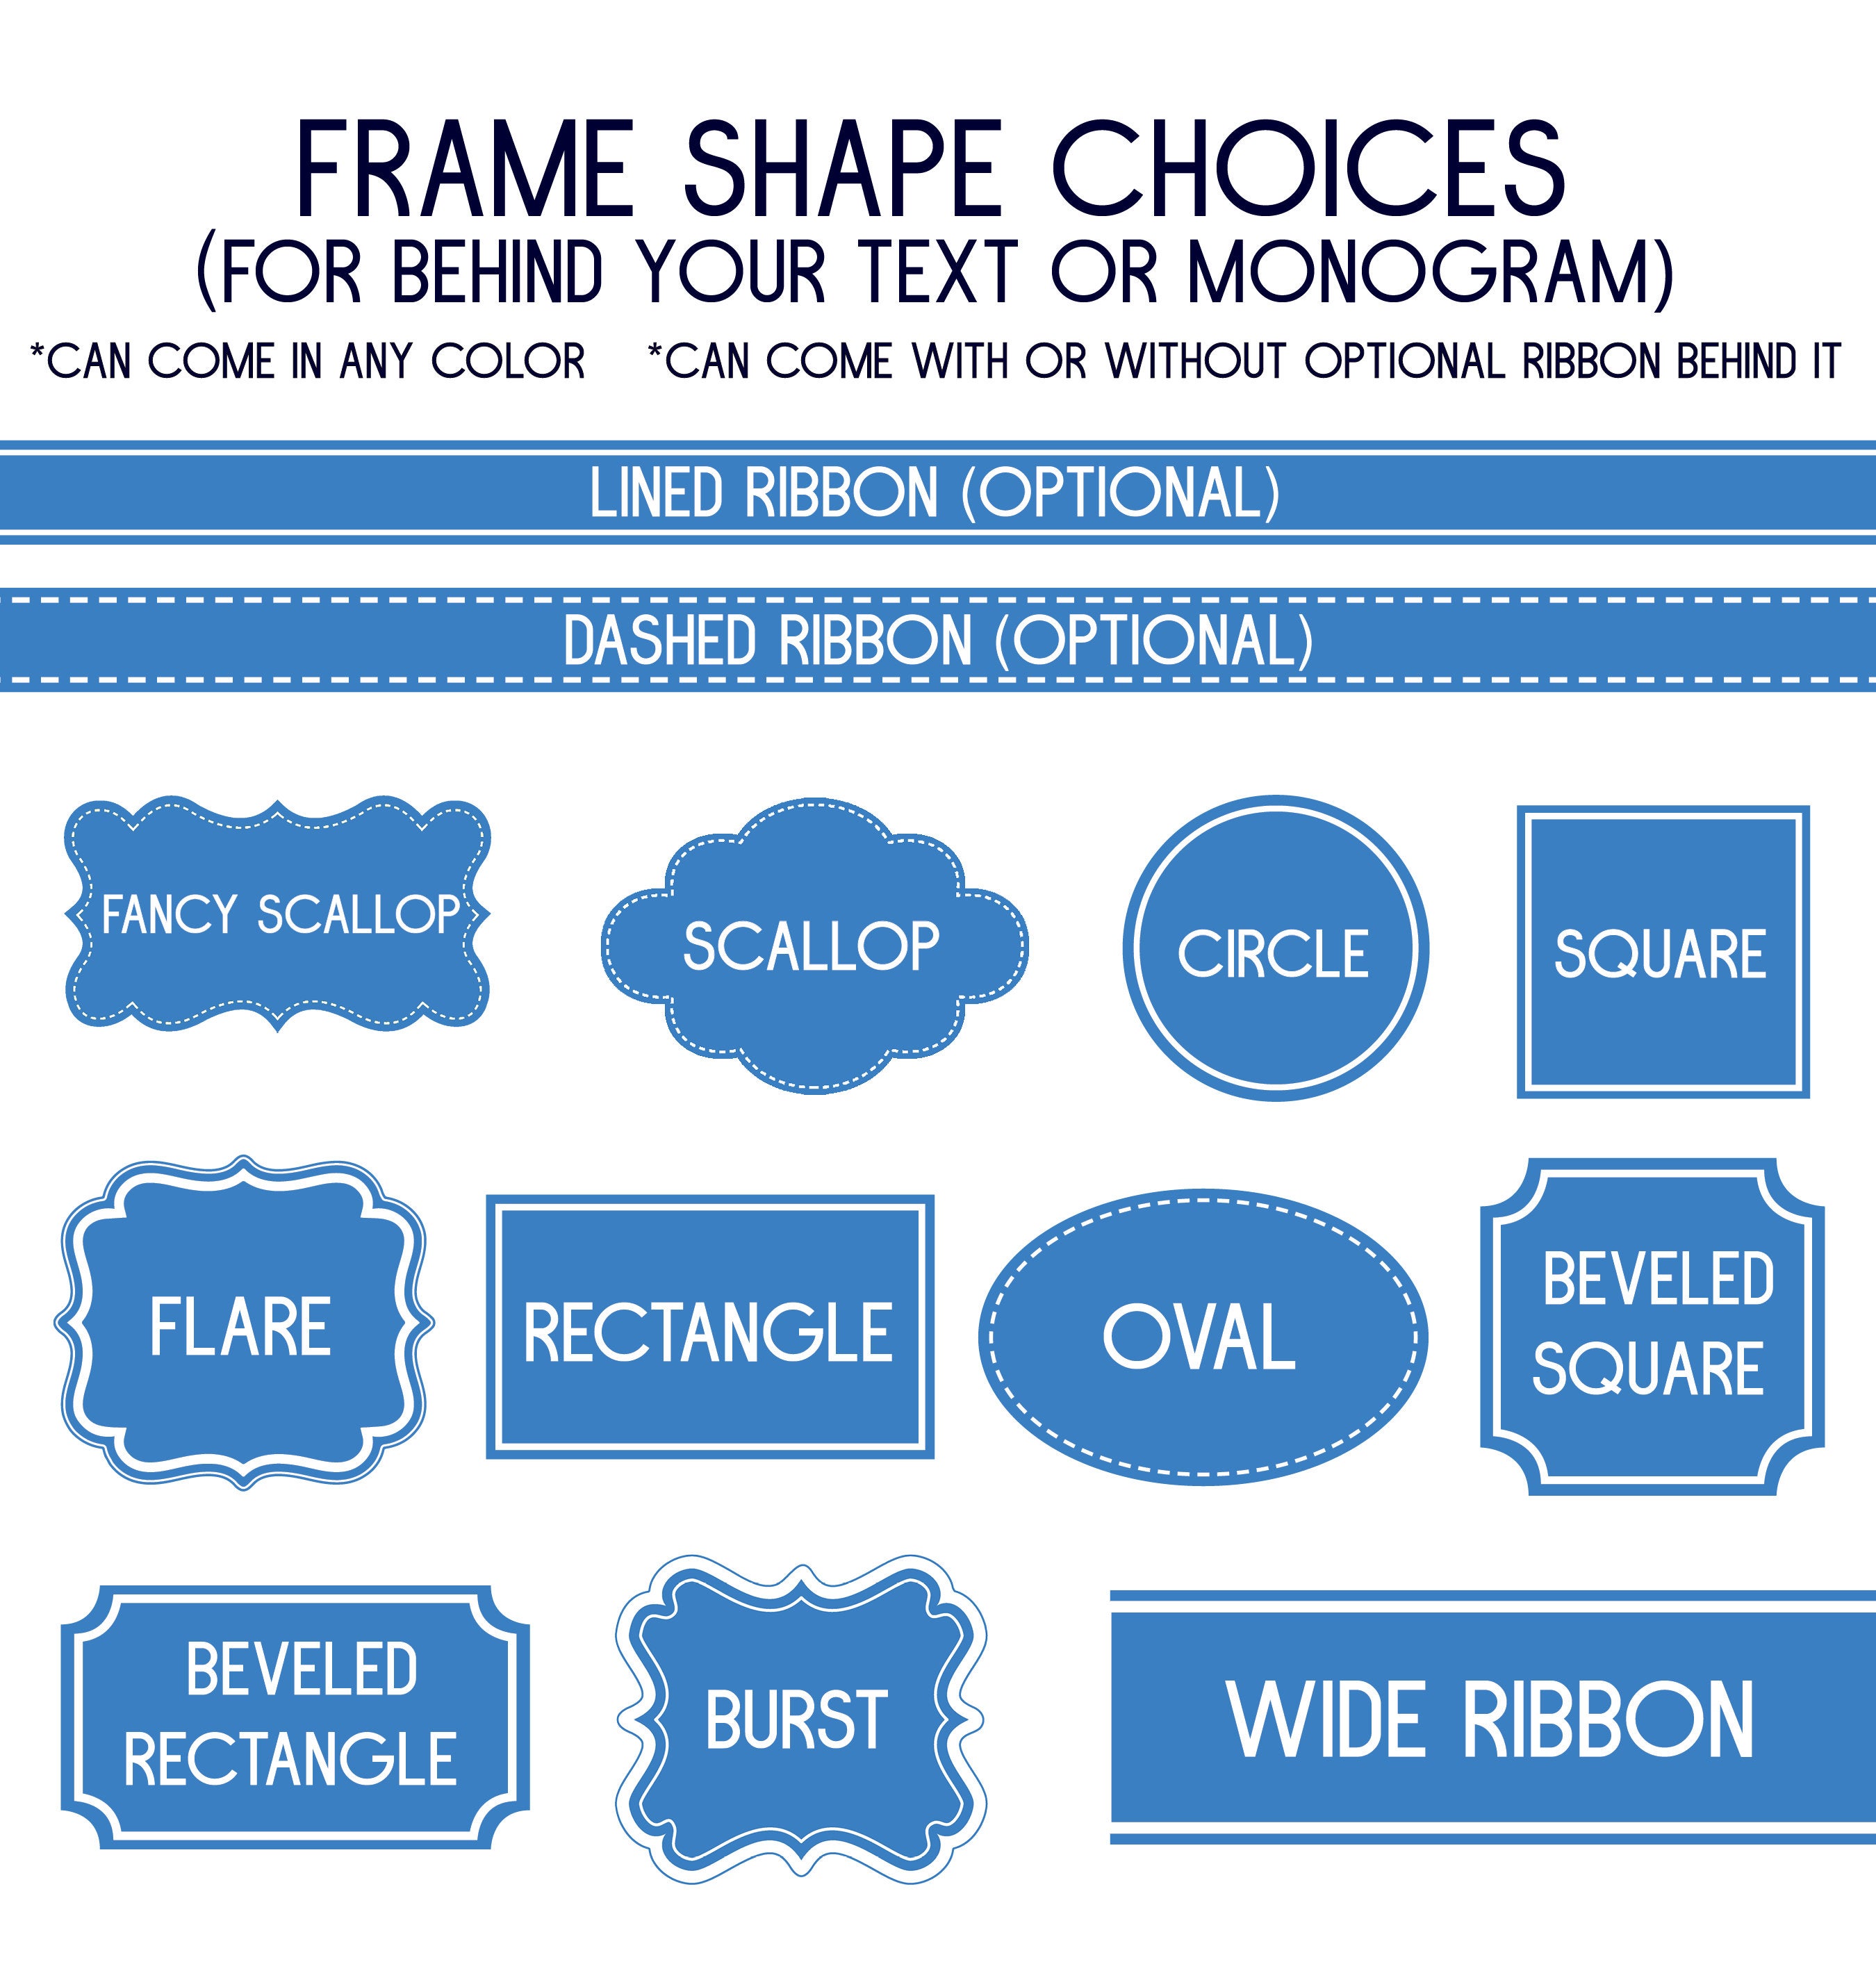 FRAME SHAPE CHOICES
(FOR BEHIND YOUR TEXT OR MONOGRAM)
*CAN COME IN ANY COLOR *CAN COME WITH OR WITHOUT OPTIONAL RIBBON BEHIND IT
LINED RIBBON (OPTIONAL)
DASHED RIBBON (OPTIONAL)
FANCY SCALLOP
SCALLOP
CIRCLE
SQUARE
FLARE
RECTANGLE
OVAL
BEVELED
SQUARE
BEVELED
RECTANGLE
BURST
WIDE RIBBON